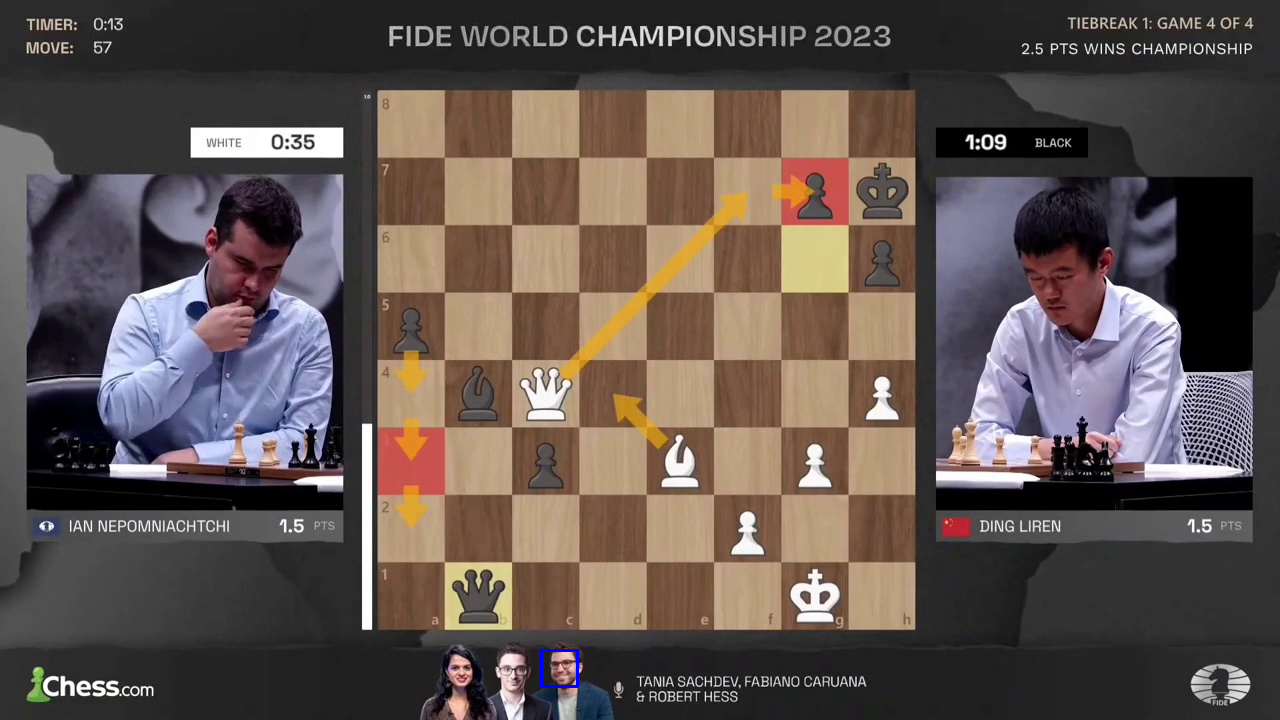 TIMER: 0:13
MOVE: 57
FIDE WORLD CHAMPIONSHIP 2023
TIEBREAK 1: GAME 4 OF 4
2.5 PTS WINS CHAMPIONSHIP
WHITE 0:35
1:09 BLACK
10
8
7
6
5
4
3
2
1
a
b
c
d
e
f
g
h
IAN NEPOMNIACHTCHI 1.5 PTS
DING LIREN 1.5 PTS
Chess.com
TANIA SACHDEV, FABIANO CARUANA
& ROBERT HESS
FIDE